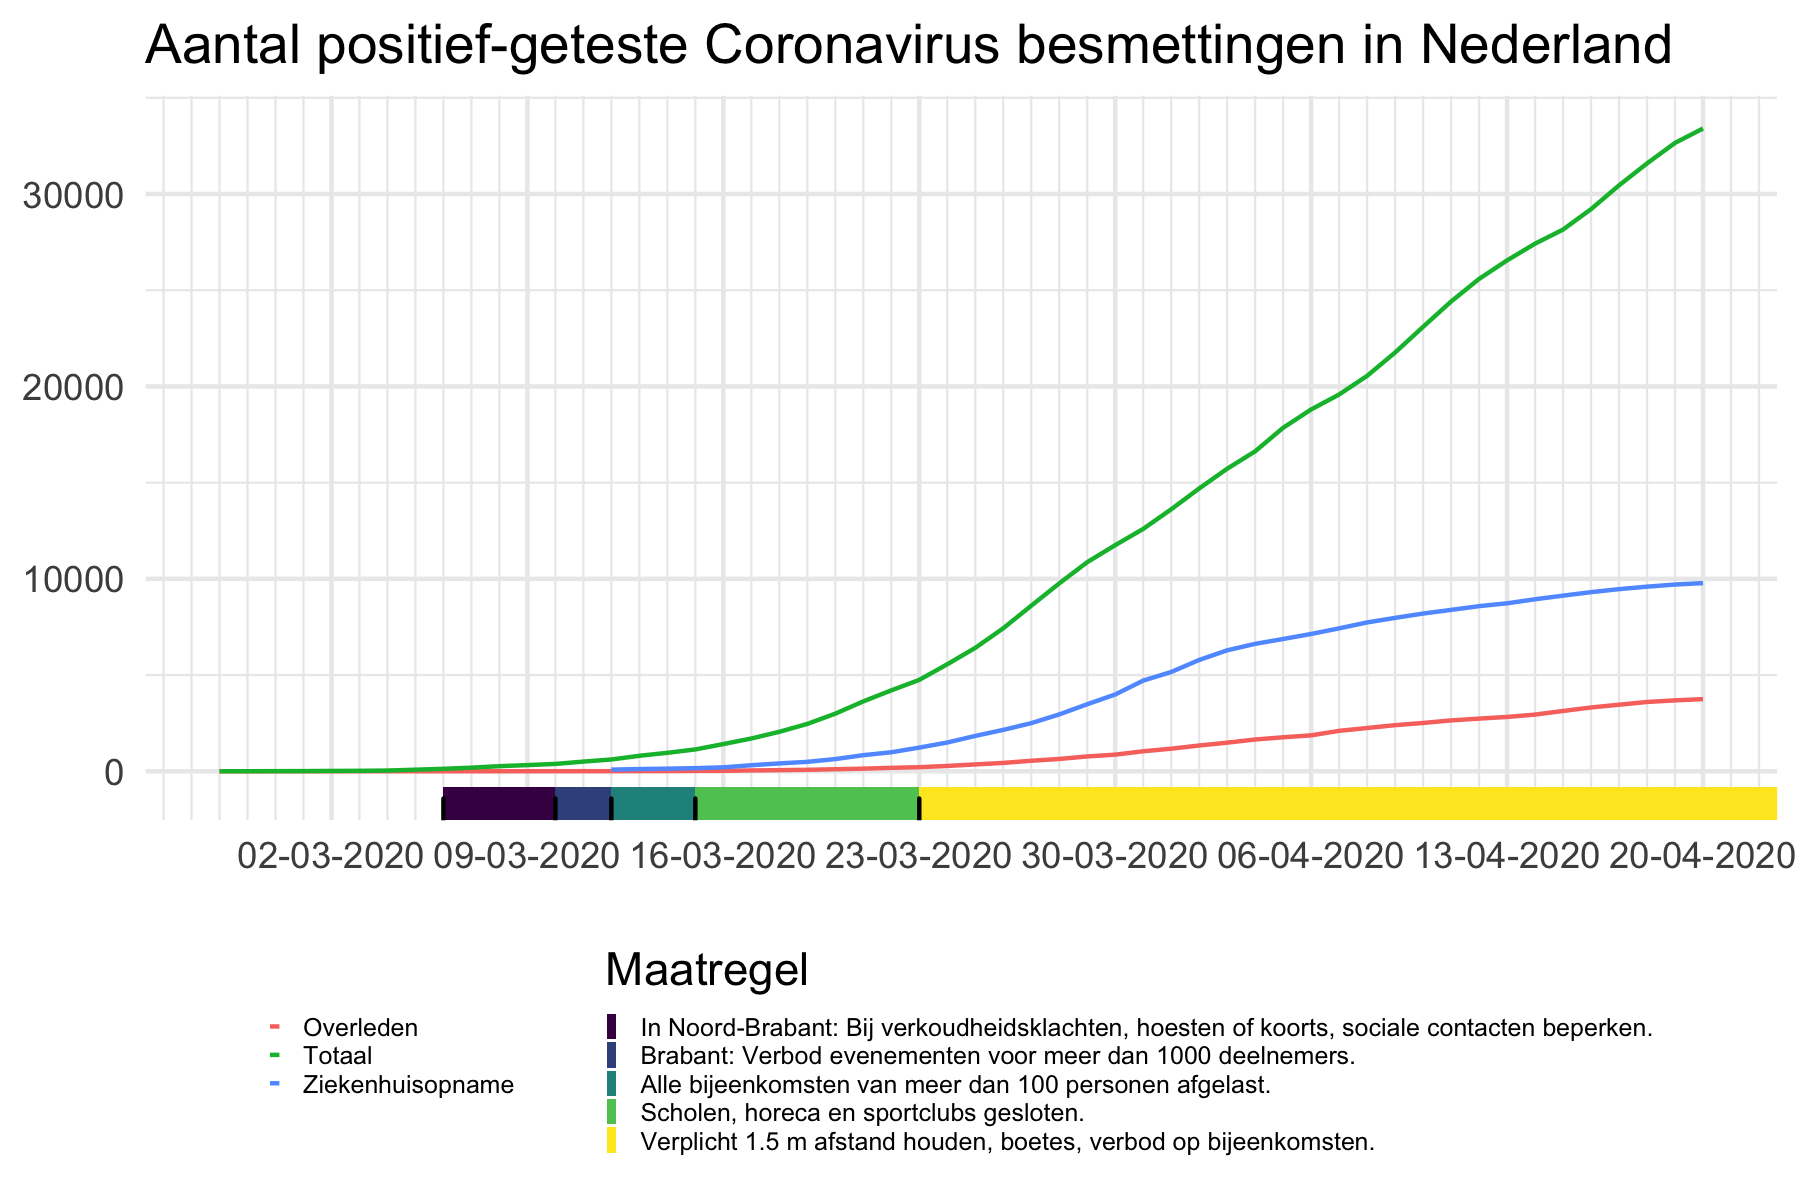 Aantal positief-geteste Coronavirus besmettingen in Nederland
30000
20000
10000
0
02-03-2020 09-03-2020 16-03-2020 23-03-2020 30-03-2020 06-04-2020 13-04-2020 20-04-2020
Overleden
Totaal
Ziekenhuisopname
Maatregel
In Noord-Brabant: Bij verkoudheidsklachten, hoesten of koorts, sociale contacten beperken.
Brabant: Verbod evenementen voor meer dan 1000 deelnemers.
Alle bijeenkomsten van meer dan 100 personen afgelast.
Scholen, horeca en sportclubs gesloten.
Verplicht 1.5 m afstand houden, boetes, verbod op bijeenkomsten.